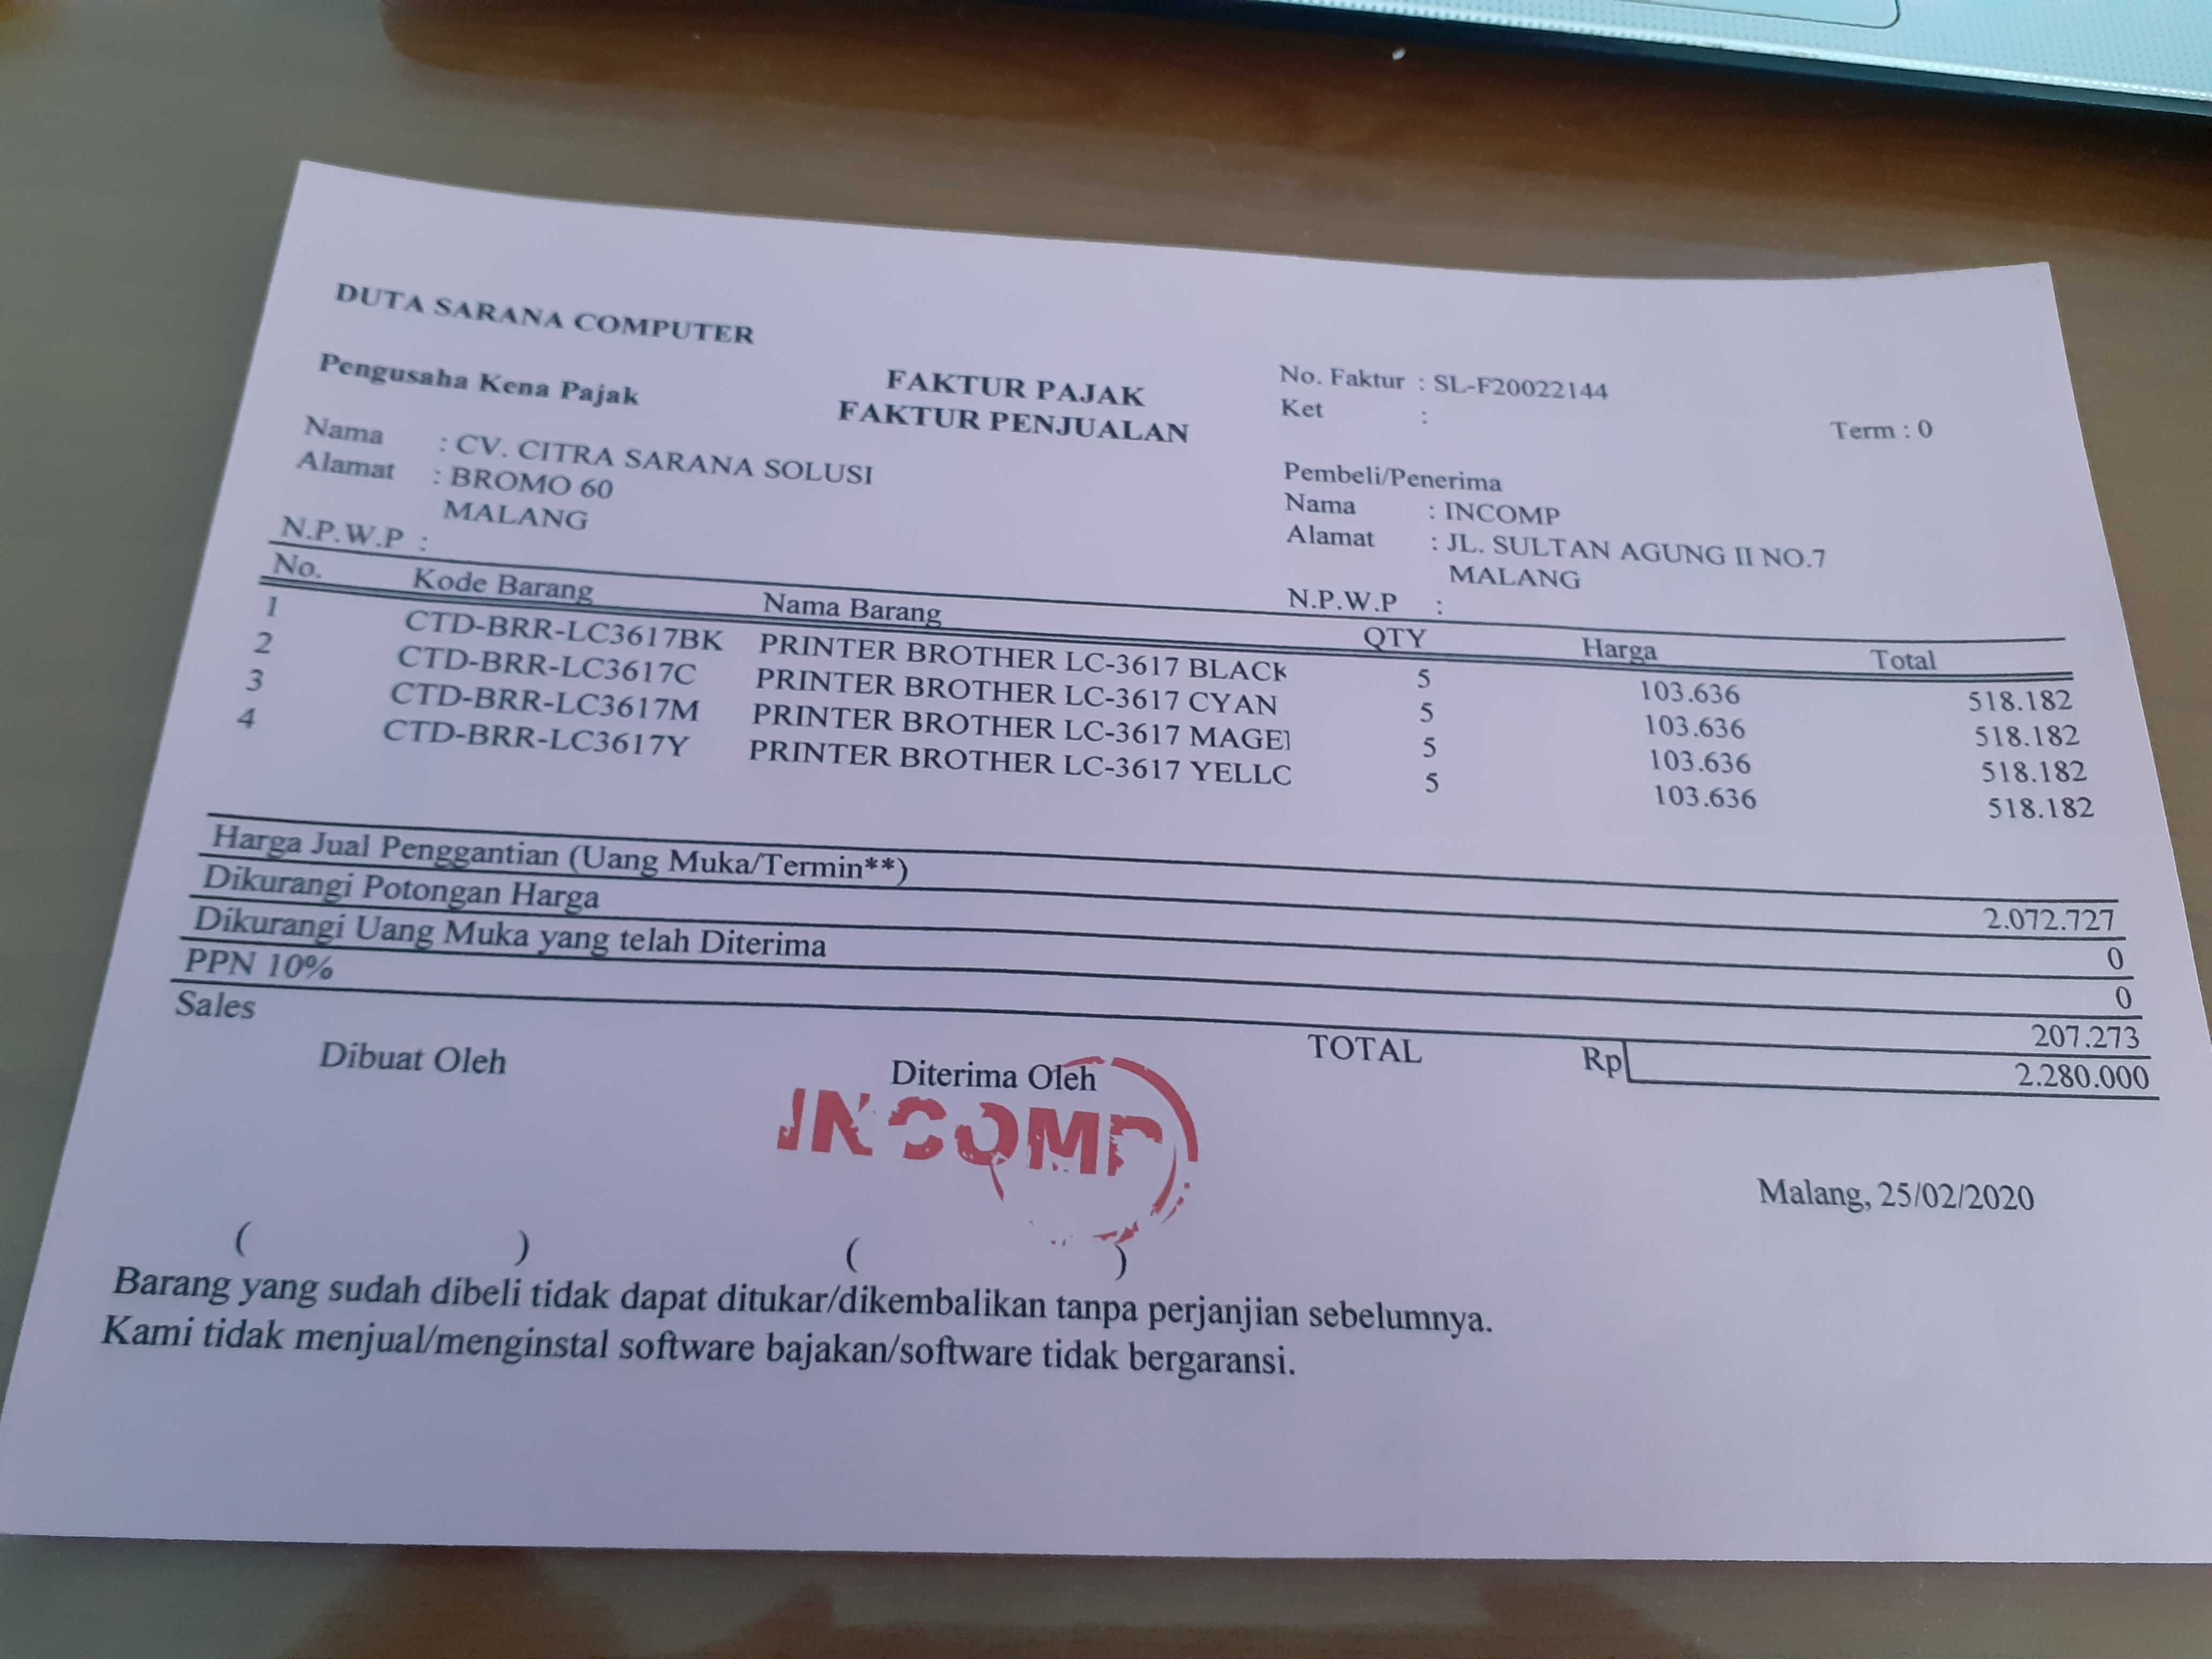 DUTA SARANA COMPUTER
Pengusaha Kena Pajak
FAKTUR PAJAK
FAKTUR PENJUALAN
No. Faktur : SL-F20022144
Ket :
Term : 0
Nama : CV. CITRA SARANA SOLUSI
Alamat : BROMO 60
MALANG
N.P.W.P :
Pembeli/Penerima
Nama : INCOMP
Alamat : JL. SULTAN AGUNG II NO.7
MALANG
N.P.W.P :
No. Kode Barang Nama Barang QTY Harga Total
1 CTD-BRR-LC3617BK PRINTER BROTHER LC-3617 BLACK 5 103.636 518.182
2 CTD-BRR-LC3617C PRINTER BROTHER LC-3617 CYAN 5 103.636 518.182
3 CTD-BRR-LC3617M PRINTER BROTHER LC-3617 MAGE 5 103.636 518.182
4 CTD-BRR-LC3617Y PRINTER BROTHER LC-3617 YELLC 5 103.636 518.182
Harga Jual Penggantian (Uang Muka/Termin**) 2.072.727
Dikurangi Potongan Harga 0
Dikurangi Uang Muka yang telah Diterima 0
PPN 10% 207.273
Sales TOTAL Rp 2.280.000
Dibuat Oleh Diterima Oleh
INCOMP
Malang, 25/02/2020
( ) ( )
Barang yang sudah dibeli tidak dapat ditukar/dikembalikan tanpa perjanjian sebelumnya.
Kami tidak menjual/menginstal software bajakan/software tidak bergaransi.